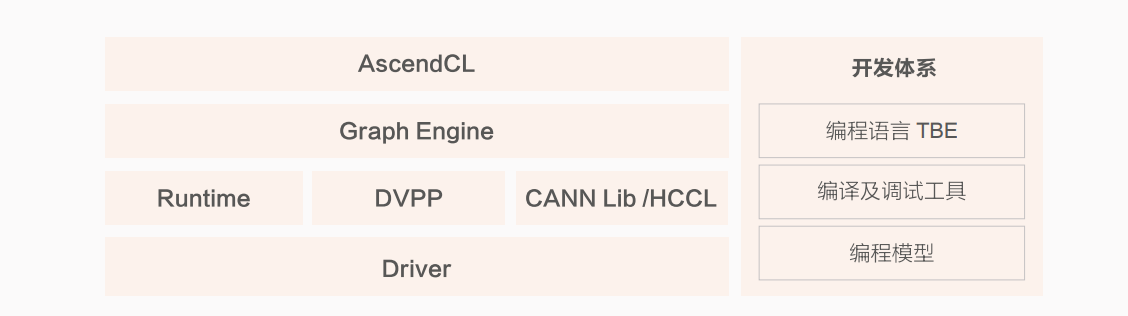 AscendCL
Graph Engine
Runtime
DVPP
CANN Lib /HCCL
Driver
开发体系
编程语言 TBE
编译及调试工具
编程模型